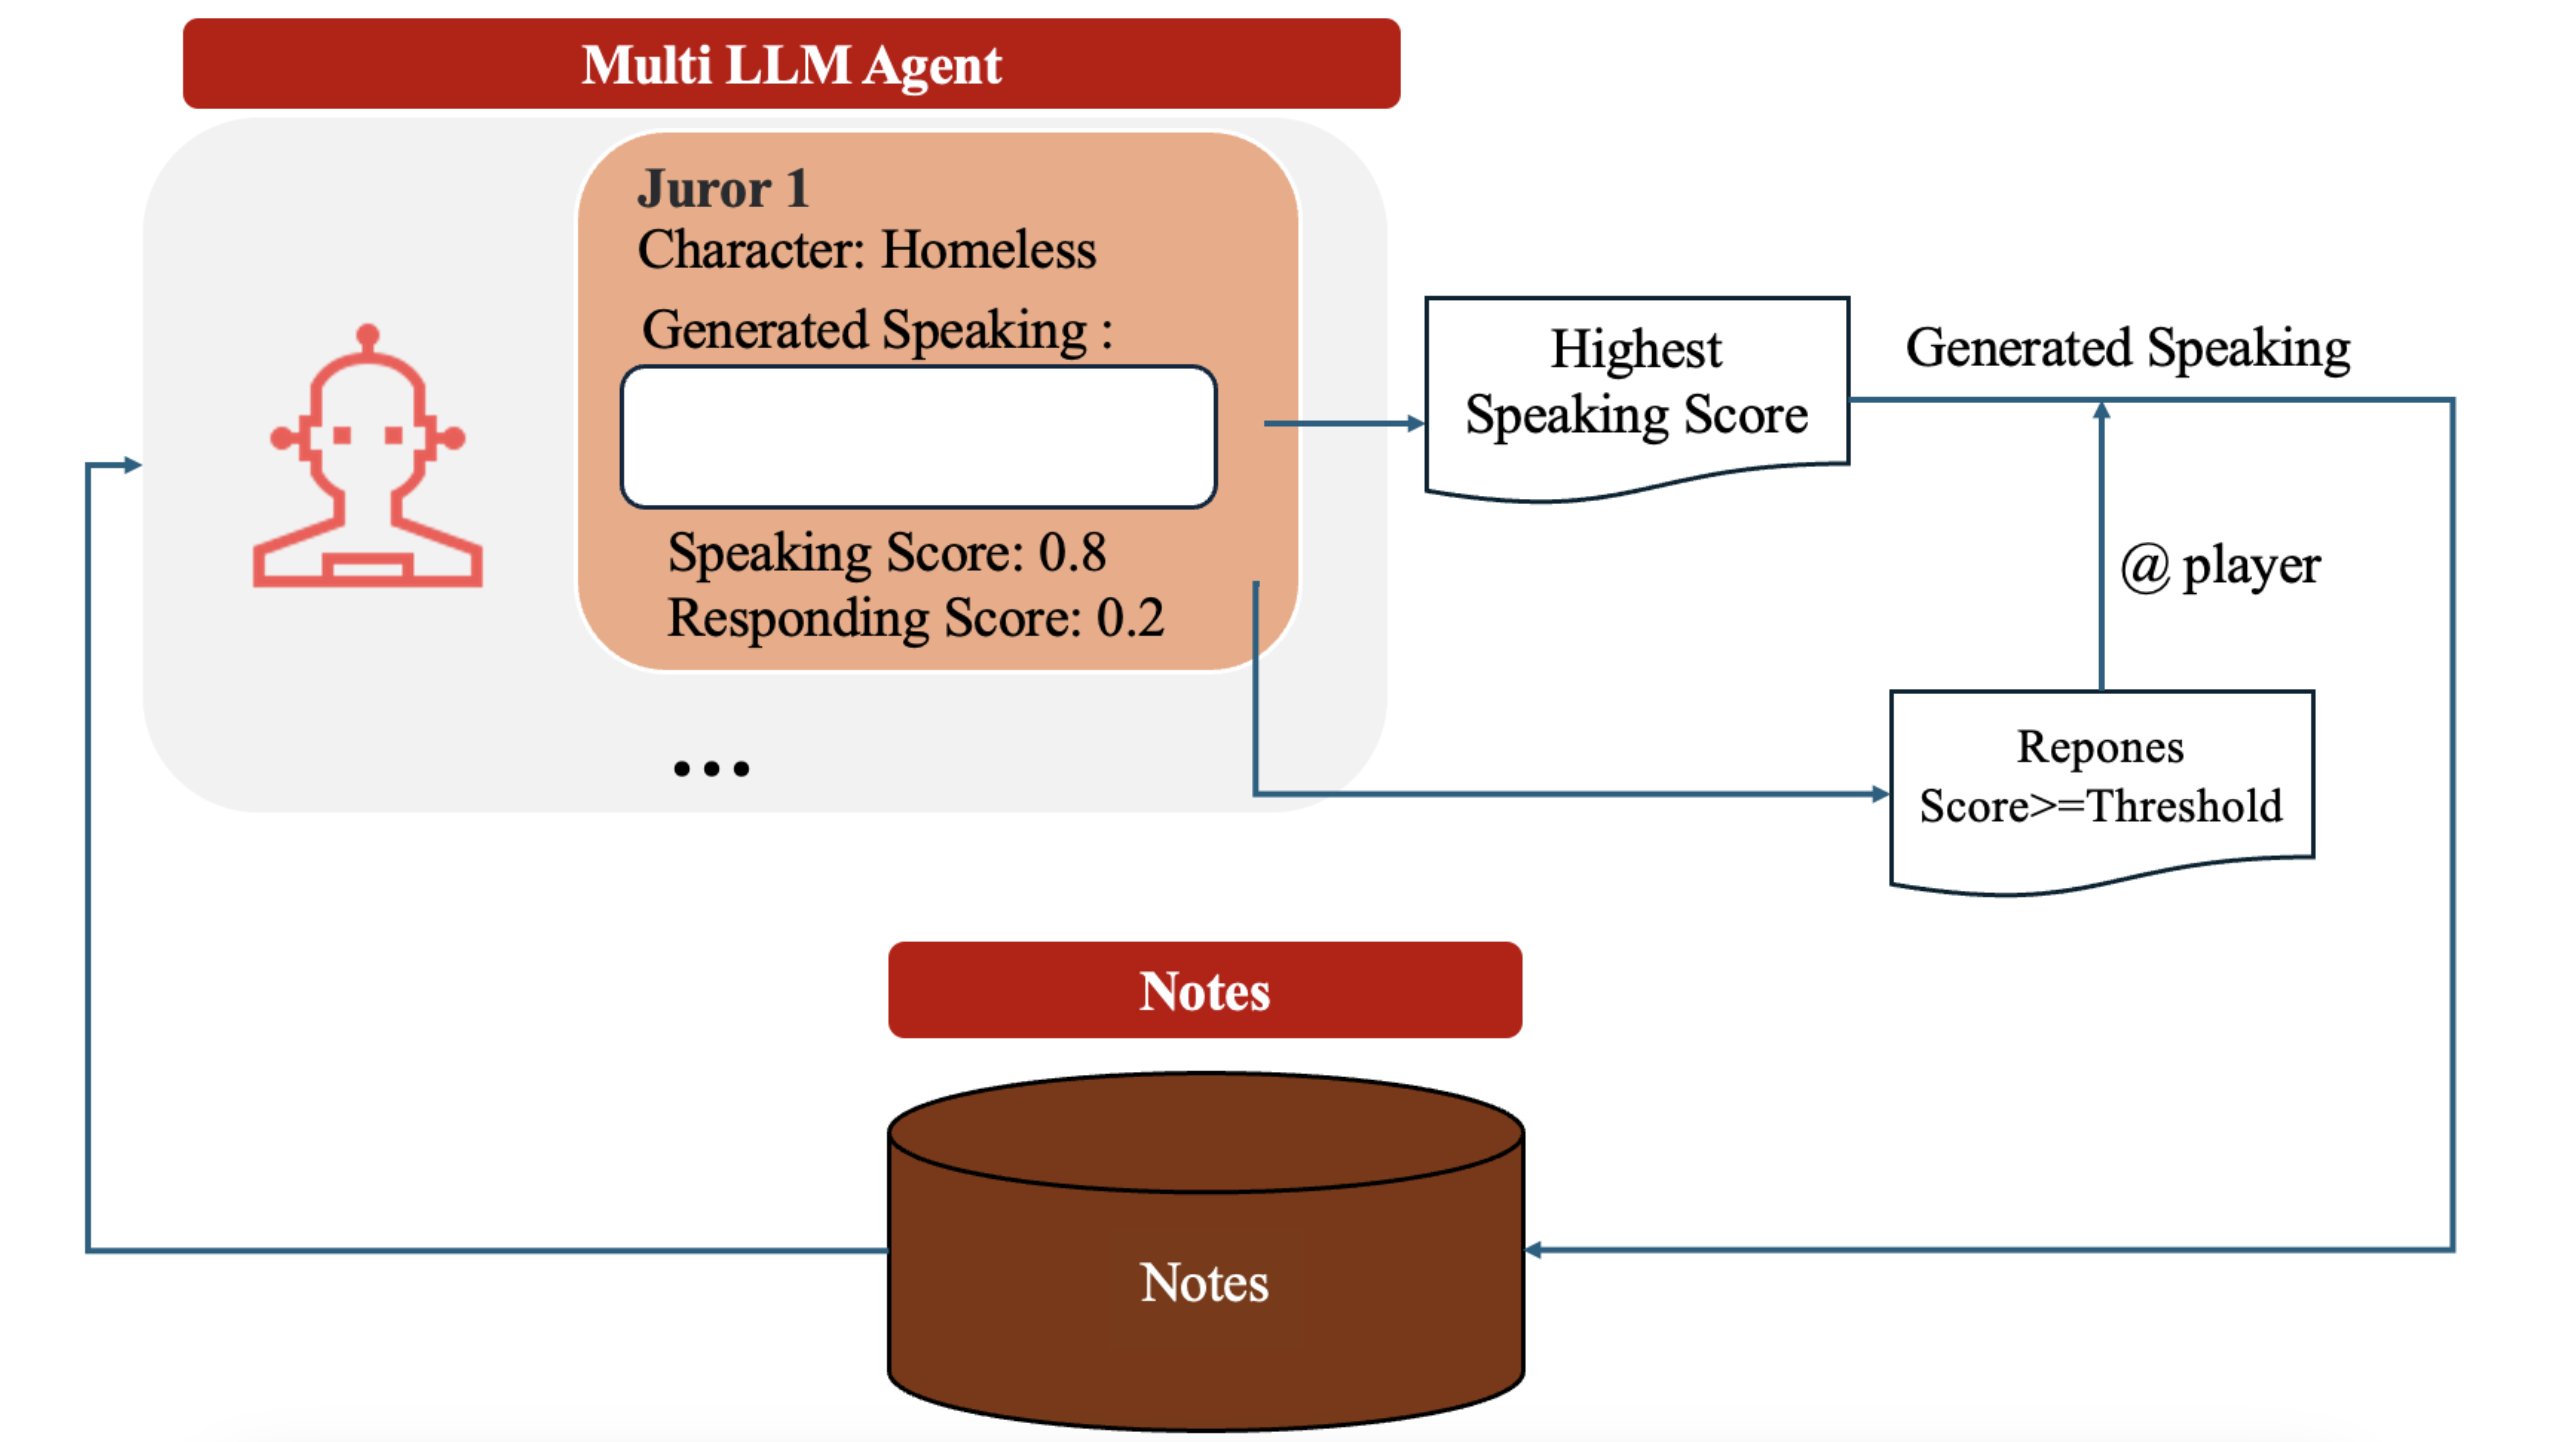 Multi LLM Agent
Juror 1
Character: Homeless
Generated Speaking :
Speaking Score: 0.8
Responding Score: 0.2
...
Highest
Speaking Score
Generated Speaking
@ player
Repones
Score>=Threshold
Notes
Notes